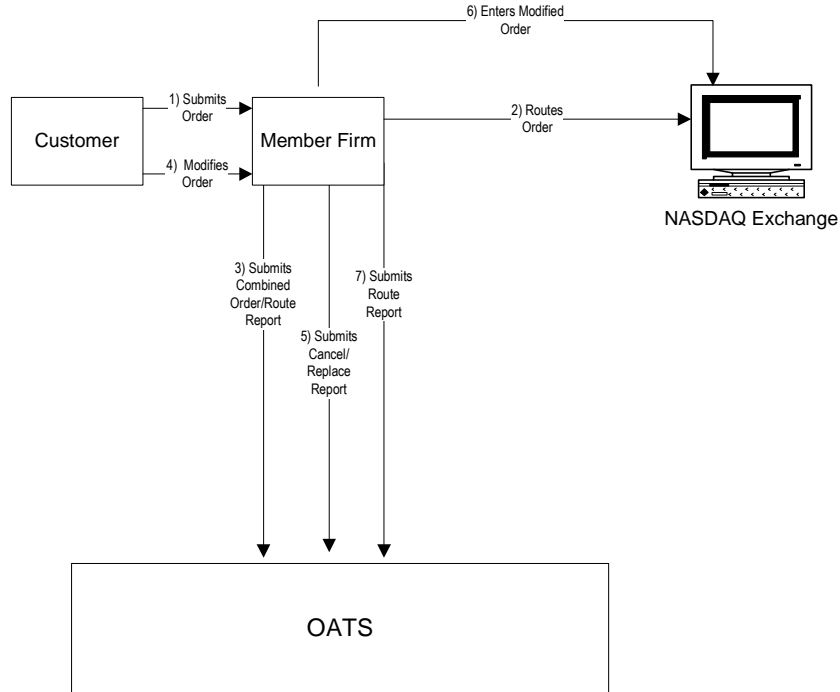 6) Enters Modified
Order
1) Submits
Order
2) Routes
Order
Customer
Member Firm
4) Modifies
Order
NASDAQ Exchange
3) Submits
Combined
Order/Route
Report
7) Submits
Route
Report
5) Submits
Cancel/
Replace
Report
OATS